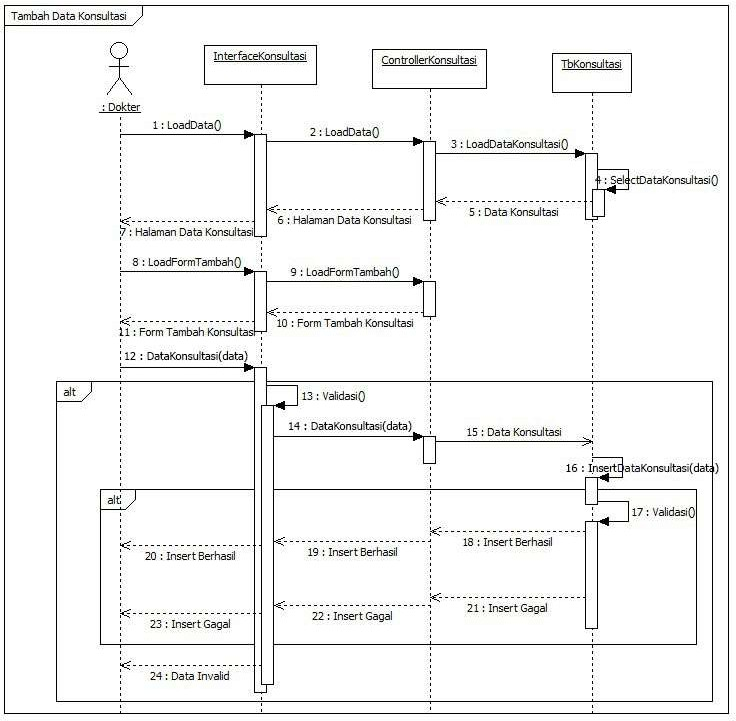 Tambah Data Konsultasi
InterfaceKonsultasi
ControllerKonsultasi
TbKonsultasi
: Dokter
1 : LoadData()
2 : LoadData()
3 : LoadDataKonsultasi()
4 : SelectDataKonsultasi()
5 : Data Konsultasi
6 : Halaman Data Konsultasi
7 : Halaman Data Konsultasi
8 : LoadFormTambah()
9 : LoadFormTambah()
10 : Form Tambah Konsultasi
11 : Form Tambah Konsultasi
12 : DataKonsultasi(data)
alt
13 : Validasi()
14 : DataKonsultasi(data)
15 : Data Konsultasi
16 : InsertDataKonsultasi(data)
alt
17 : Validasi()
18 : Insert Berhasil
19 : Insert Berhasil
20 : Insert Berhasil
21 : Insert Gagal
22 : Insert Gagal
23 : Insert Gagal
24 : Data Invalid